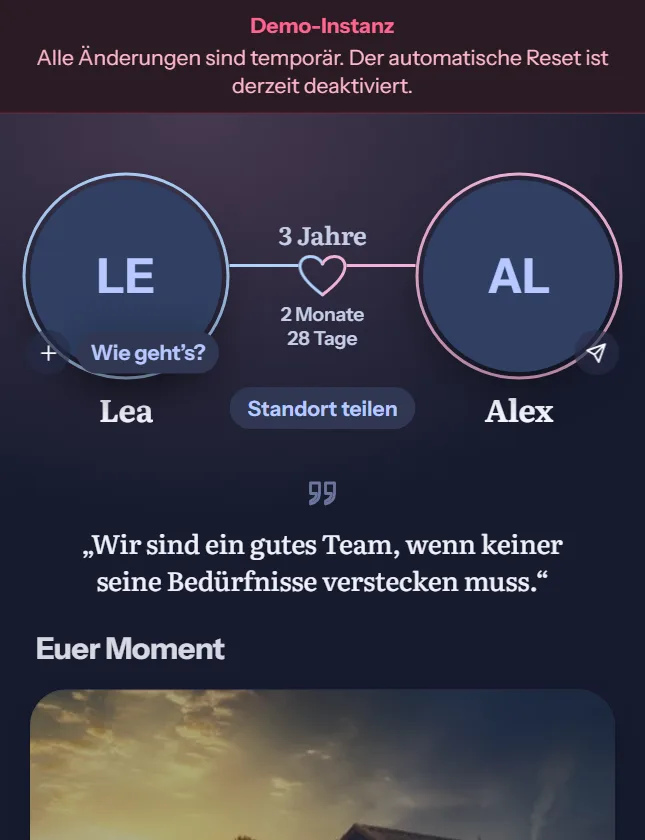 Demo-Instanz
Alle Änderungen sind temporär. Der automatische Reset ist
derzeit deaktiviert.
LE
3 Jahre
AL
2 Monate
28 Tage
Wie geht’s?
Lea
Standort teilen
Alex
„Wir sind ein gutes Team, wenn keiner
seine Bedürfnisse verstecken muss.“
Euer Moment